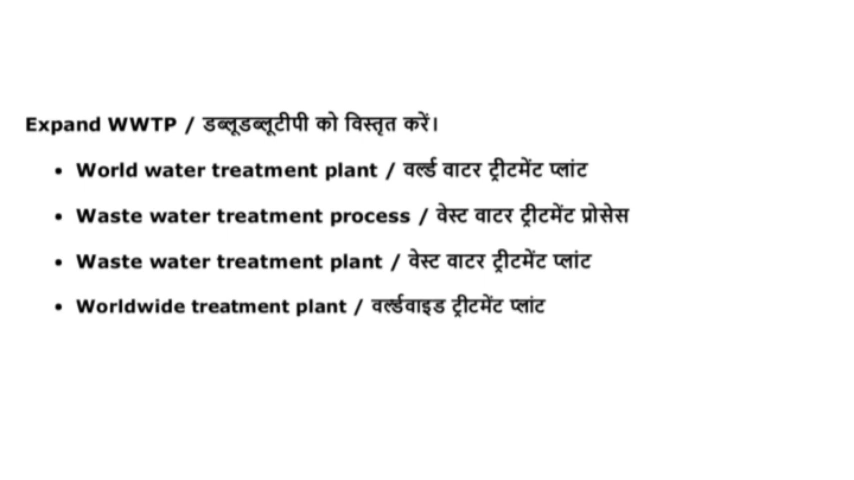 Expand WWTP / डब्लूडब्लूटीपी को विस्तृत करें।
• World water treatment plant / वर्ल्ड वाटर ट्रीटमेंट प्लांट
• Waste water treatment process / वेस्ट वाटर ट्रीटमेंट प्रोसेस
• Waste water treatment plant / वेस्ट वाटर ट्रीटमेंट प्लांट
• Worldwide treatment plant / वर्ल्डवाइड ट्रीटमेंट प्लांट